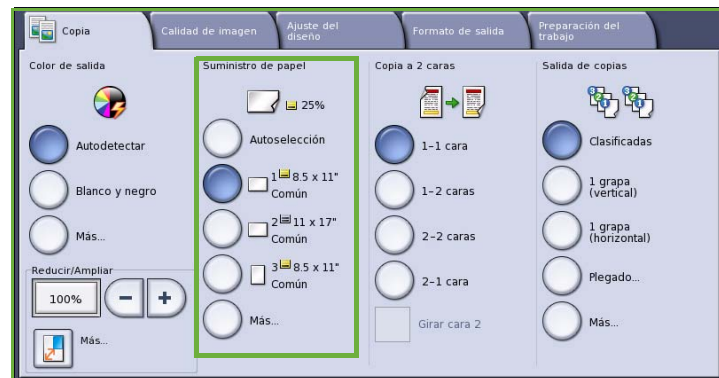 Copia
Calidad de imagen
Ajuste del
diseño
Formato de salida
Preparación del
trabajo
Color de salida
Autodetectar
Blanco y negro
Más...
Reducir/Ampliar
100%
Más...
Suministro de papel
25%
Autoselección
1 8.5 x 11"
Común
2 11 x 17"
Común
3 8.5 x 11"
Común
Más...
Copia a 2 caras
1-1 cara
1-2 caras
2-2 caras
2-1 cara
Girar cara 2
Salida de copias
Clasificadas
1 grapa
(vertical)
1 grapa
(horizontal)
Plegado...
Más...